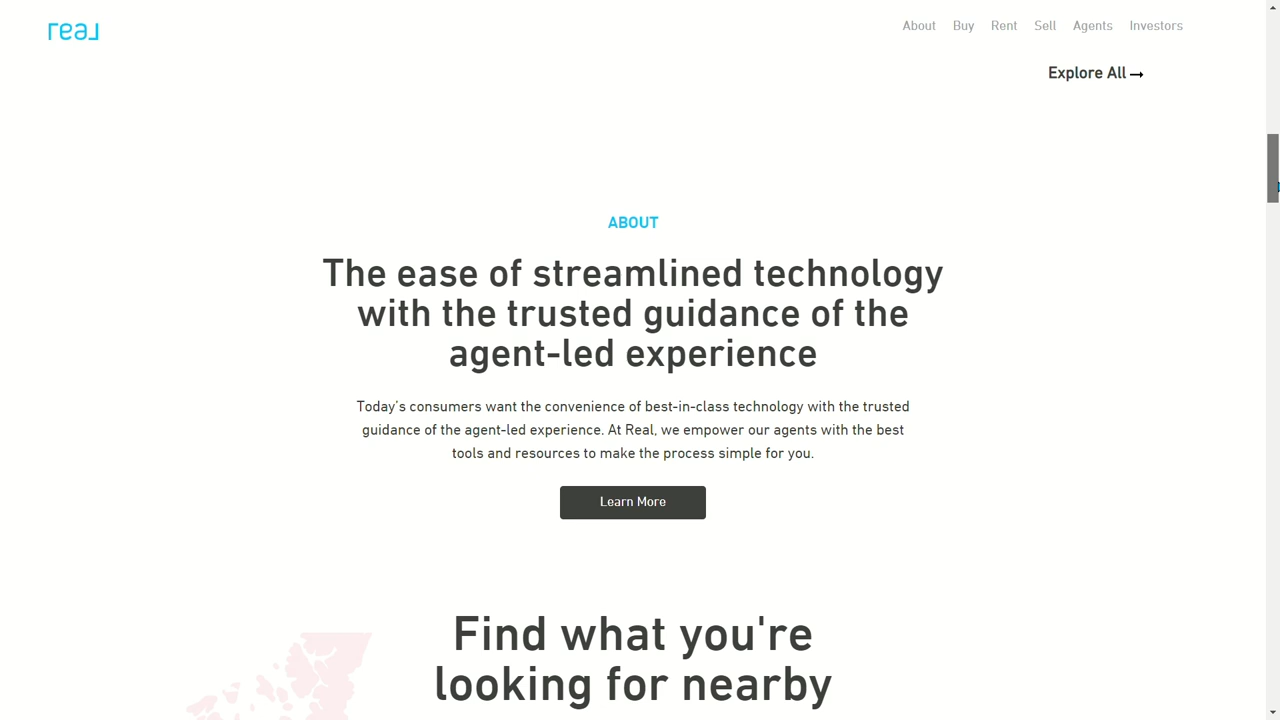 real
About Buy Rent Sell Agents Investors
Explore All
ABOUT
The ease of streamlined technology
with the trusted guidance of the
agent-led experience
Today's consumers want the convenience of best-in-class technology with the trusted
guidance of the agent-led experience. At Real, we empower our agents with the best
tools and resources to make the process simple for you.
Learn More
Find what you're
looking for nearby